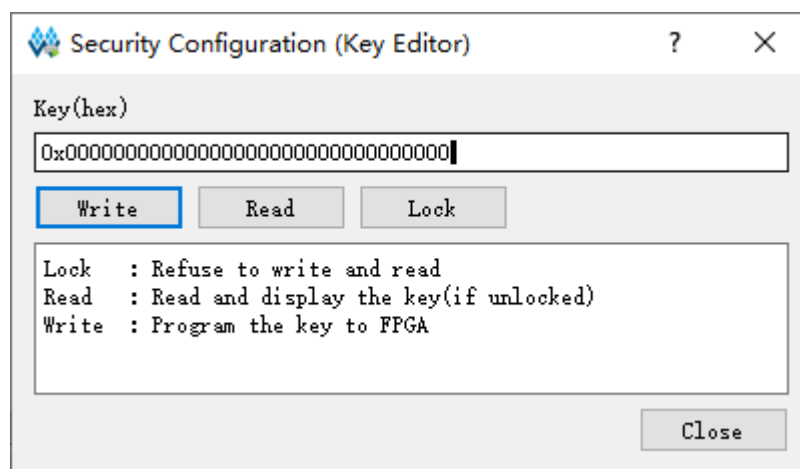 Security Configuration (Key Editor) ? ×
Key(hex)
0x00000000000000000000000000000000
Write Read Lock
Lock : Refuse to write and read
Read : Read and display the key(if unlocked)
Write : Program the key to FPGA
Close